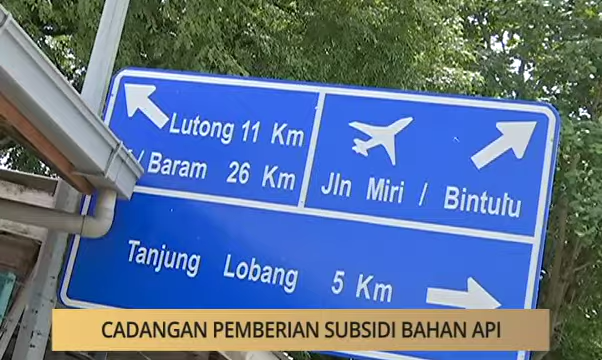 Lutong 11 Km
/ Baram 26 Km
Jln Miri / Bintulu
Tanjung Lobang 5 Km
CADANGAN PEMBERIAN SUBSIDI BAHAN API